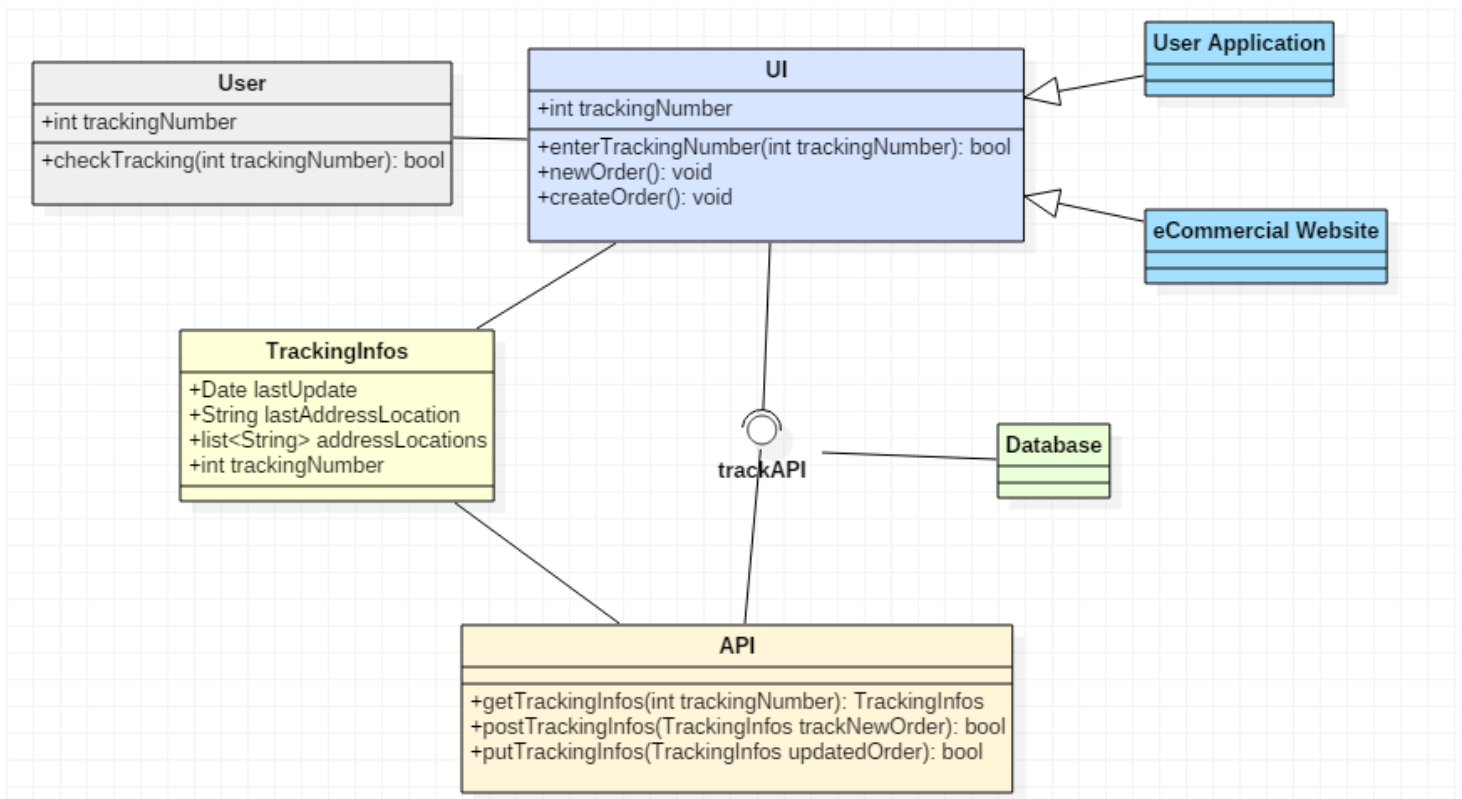 User
+int trackingNumber
+checkTracking(int trackingNumber): bool
UI
+int trackingNumber
+enterTrackingNumber(int trackingNumber): bool
+newOrder(): void
+createOrder(): void
User Application
eCommercial Website
TrackingInfos
+Date lastUpdate
+String lastAddressLocation
+list<String> addressLocations
+int trackingNumber
trackAPI
Database
API
+getTrackingInfos(int trackingNumber): TrackingInfos
+postTrackingInfos(TrackingInfos trackNewOrder): bool
+putTrackingInfos(TrackingInfos updatedOrder): bool